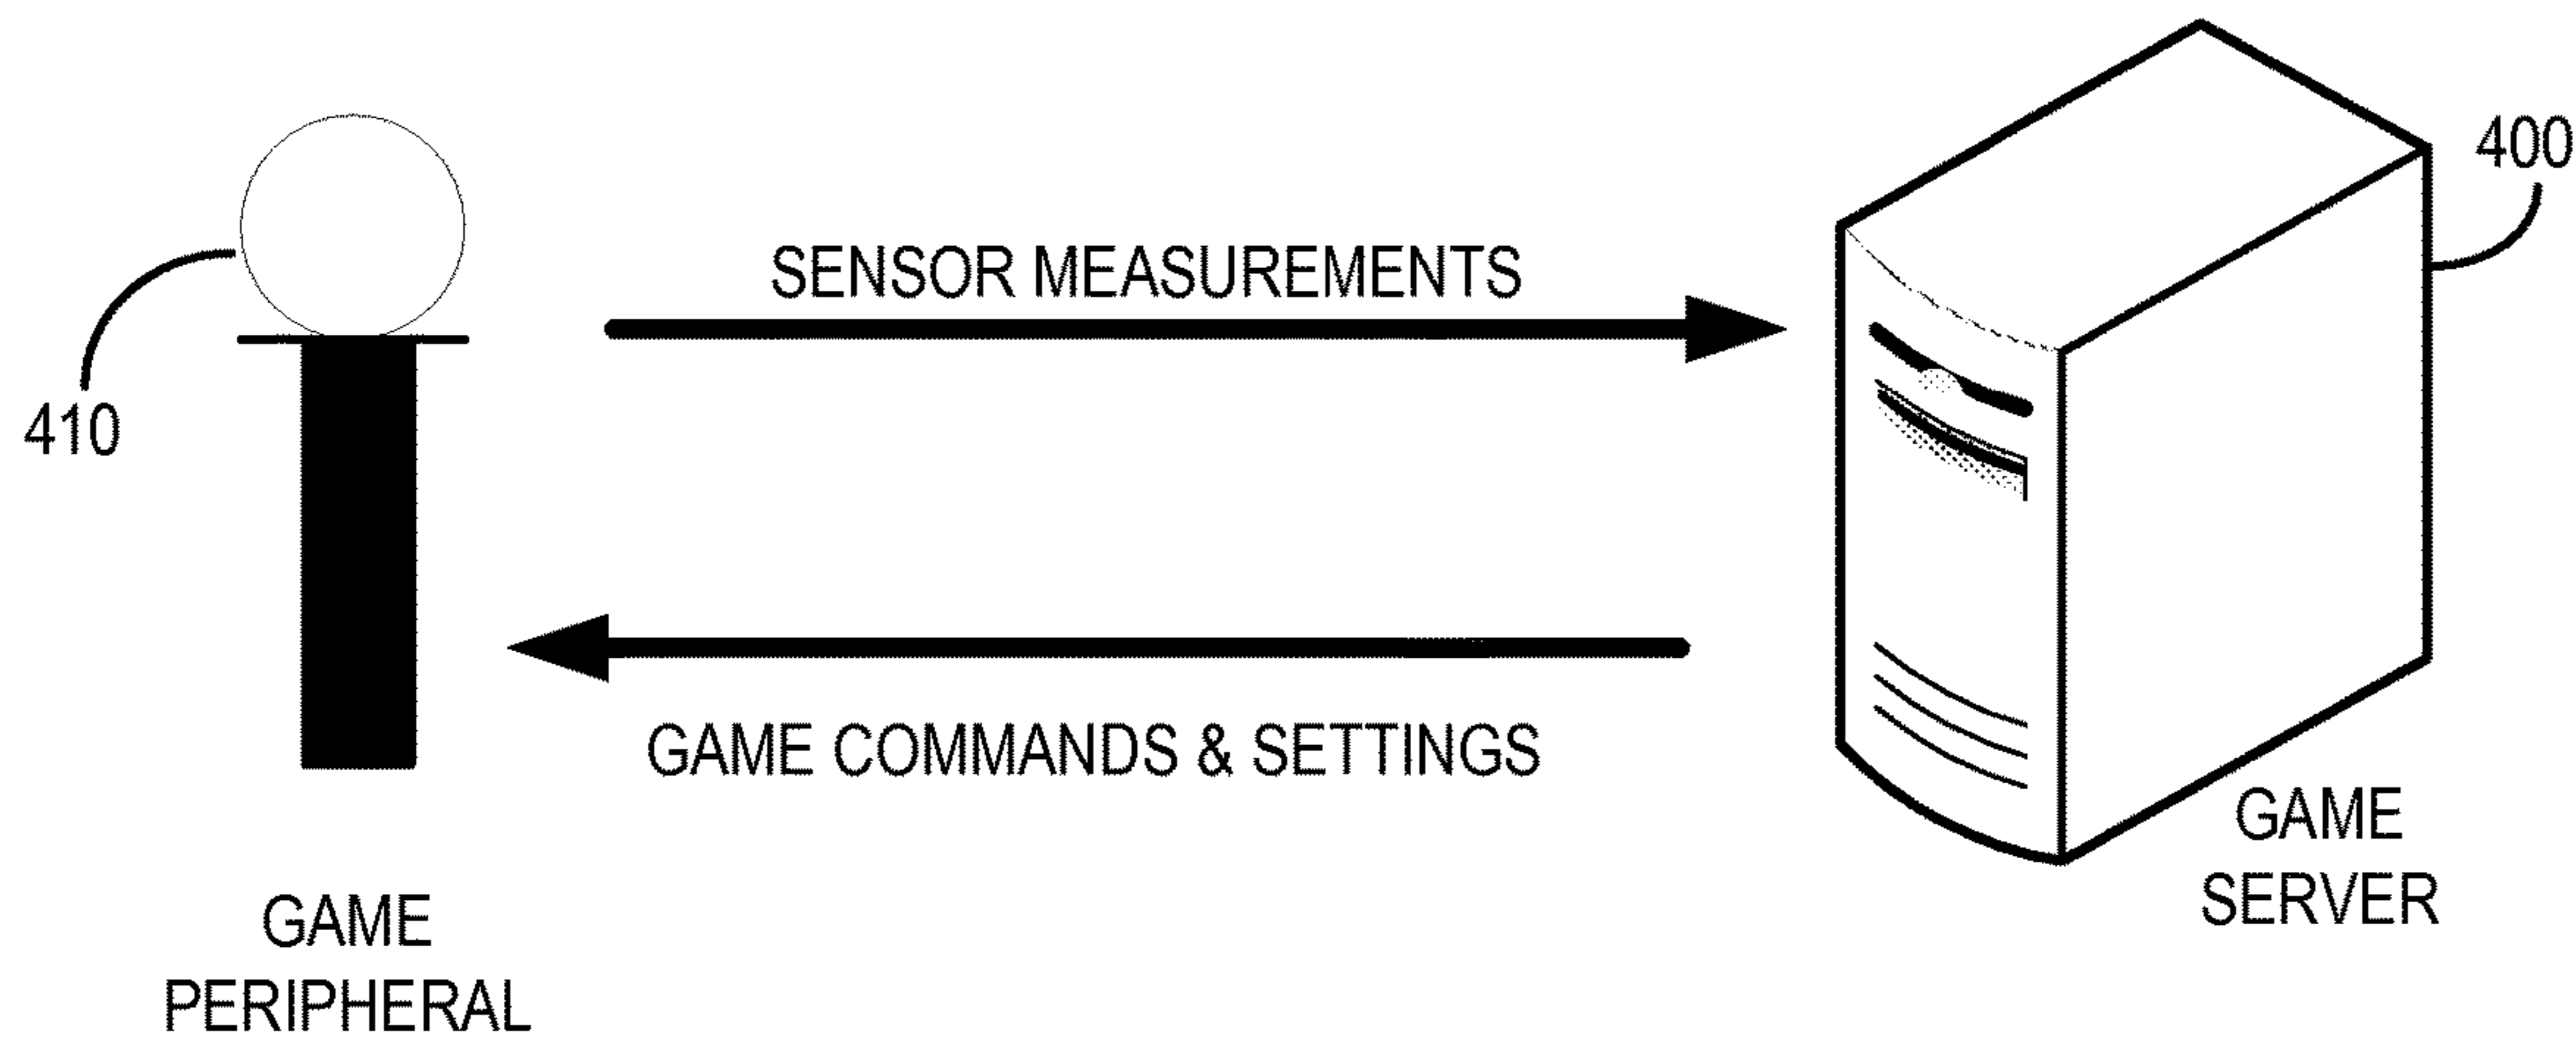 400
SENSOR MEASUREMENTS
410
GAME COMMANDS & SETTINGS
GAME
SERVER
GAME
PERIPHERAL